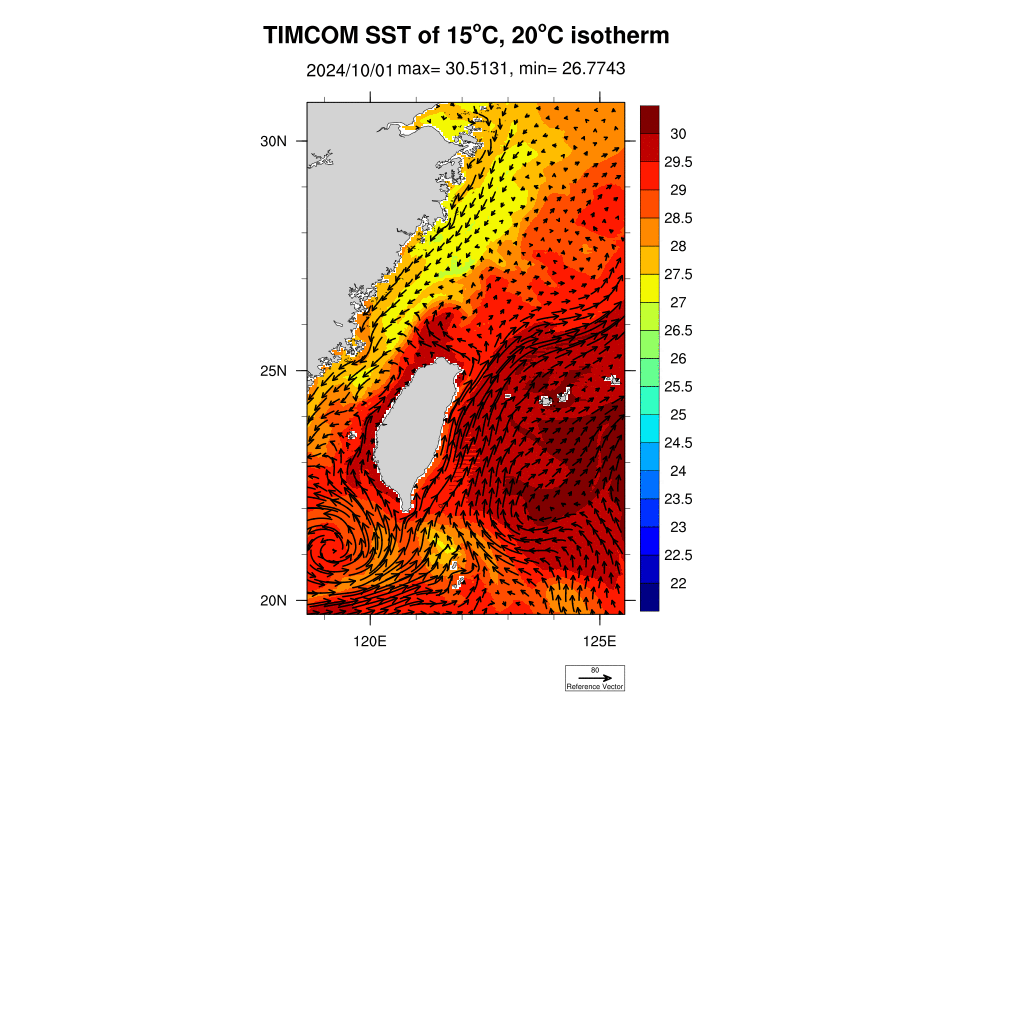 TIMCOM SST of 15°C, 20°C isotherm
2024/10/01 max= 30.5131, min= 26.7743
30N
25N
20N
120E
125E
30
29.5
29
28.5
28
27.5
27
26.5
26
25.5
25
24.5
24
23.5
23
22.5
22
80
Reference Vector